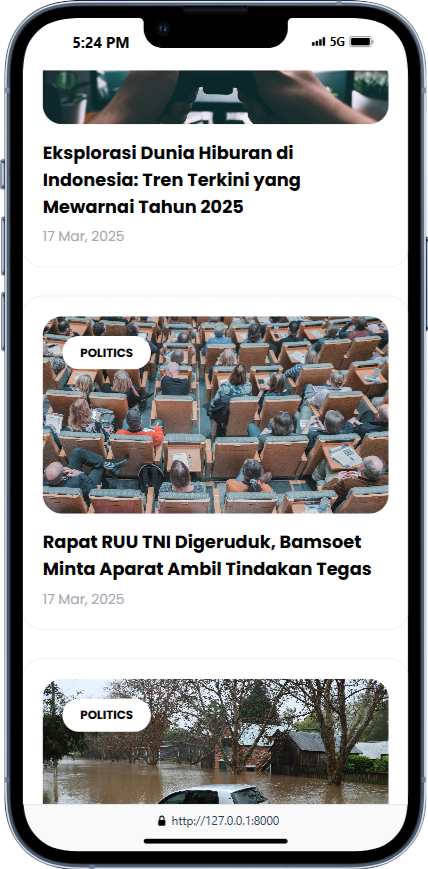 5:24 PM
5G
Eksplorasi Dunia Hiburan di
Indonesia: Tren Terkini yang
Mewarnai Tahun 2025
17 Mar, 2025
POLITICS
Rapat RUU TNI Digeruduk, Bamsoet
Minta Aparat Ambil Tindakan Tegas
17 Mar, 2025
POLITICS
http://127.0.0.1:8000